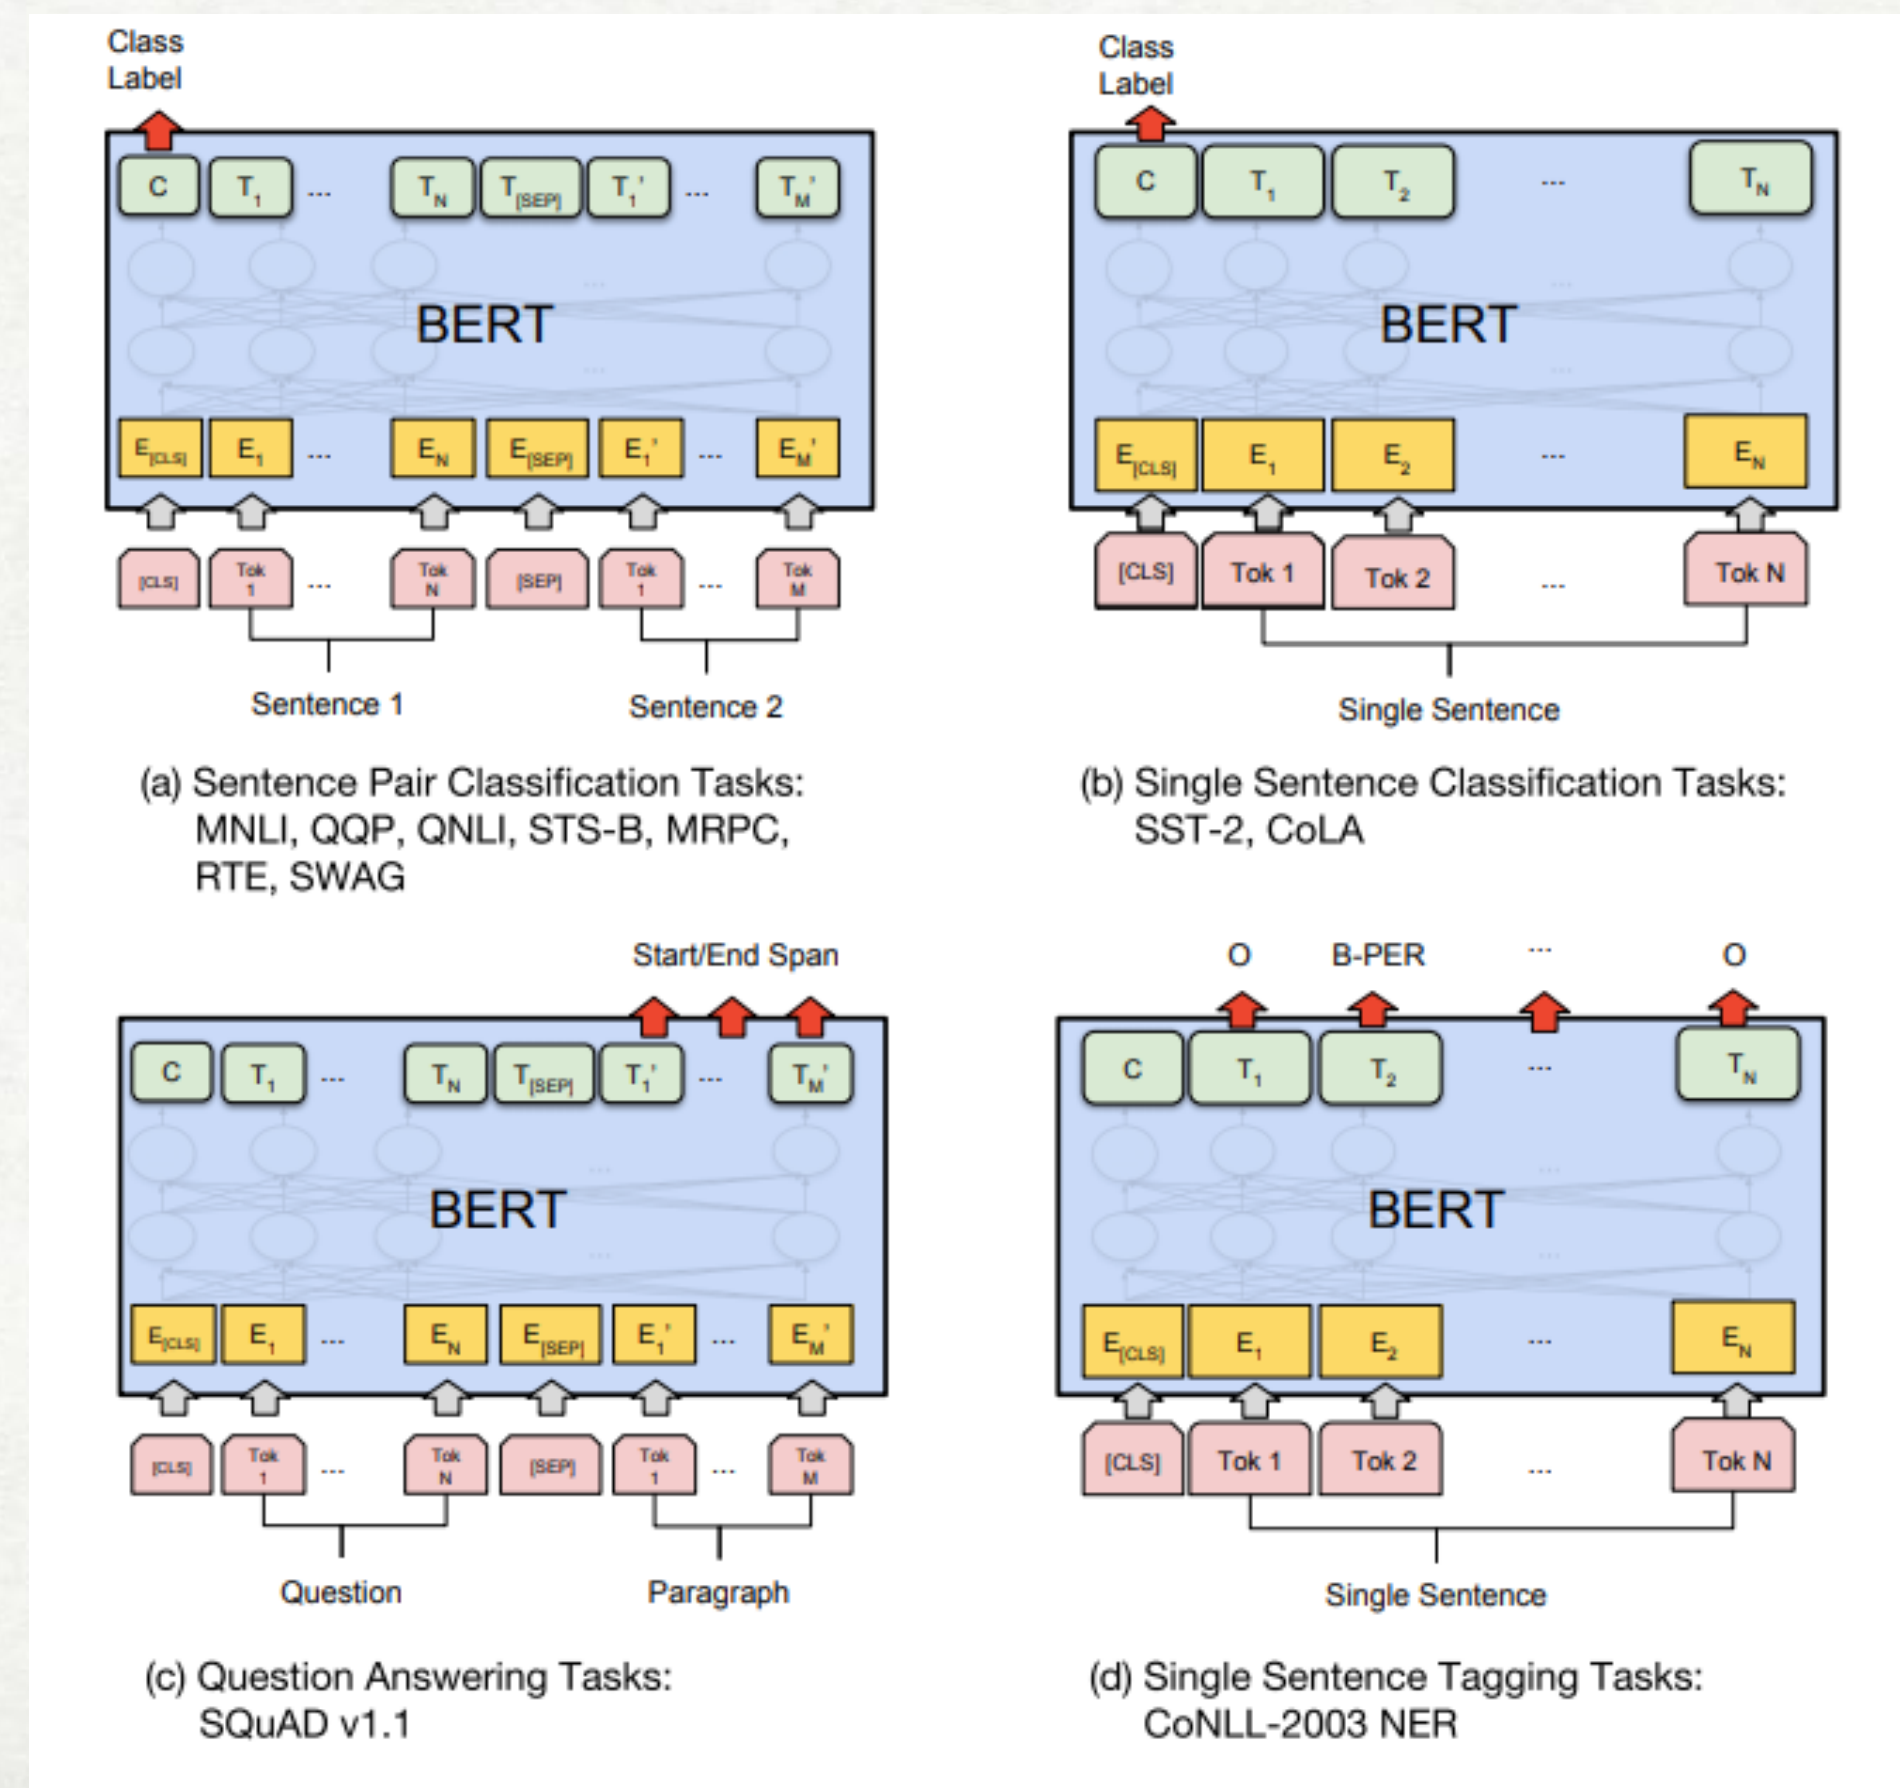 Class
Label
C T1 ... TN T[SEP] T1' ... TM'
...
BERT
...
E[CLS] E1 ... EN E[SEP] E1' ... EM'
[CLS] Tok 1 ... Tok N [SEP] Tok 1 ... Tok M
Sentence 1 Sentence 2
(a) Sentence Pair Classification Tasks:
MNLI, QQP, QNLI, STS-B, MRPC,
RTE, SWAG
Class
Label
C T1 T2 ... TN
...
BERT
...
E[CLS] E1 E2 ... EN
[CLS] Tok 1 Tok 2 ... Tok N
Single Sentence
(b) Single Sentence Classification Tasks:
SST-2, CoLA
Start/End Span
C T1 ... TN T[SEP] T1' ... TM'
...
BERT
...
E[CLS] E1 ... EN E[SEP] E1' ... EM'
[CLS] Tok 1 ... Tok N [SEP] Tok 1 ... Tok M
Question Paragraph
(c) Question Answering Tasks:
SQuAD v1.1
O B-PER ... O
C T1 T2 ... TN
...
BERT
...
E[CLS] E1 E2 ... EN
[CLS] Tok 1 Tok 2 ... Tok N
Single Sentence
(d) Single Sentence Tagging Tasks:
CoNLL-2003 NER